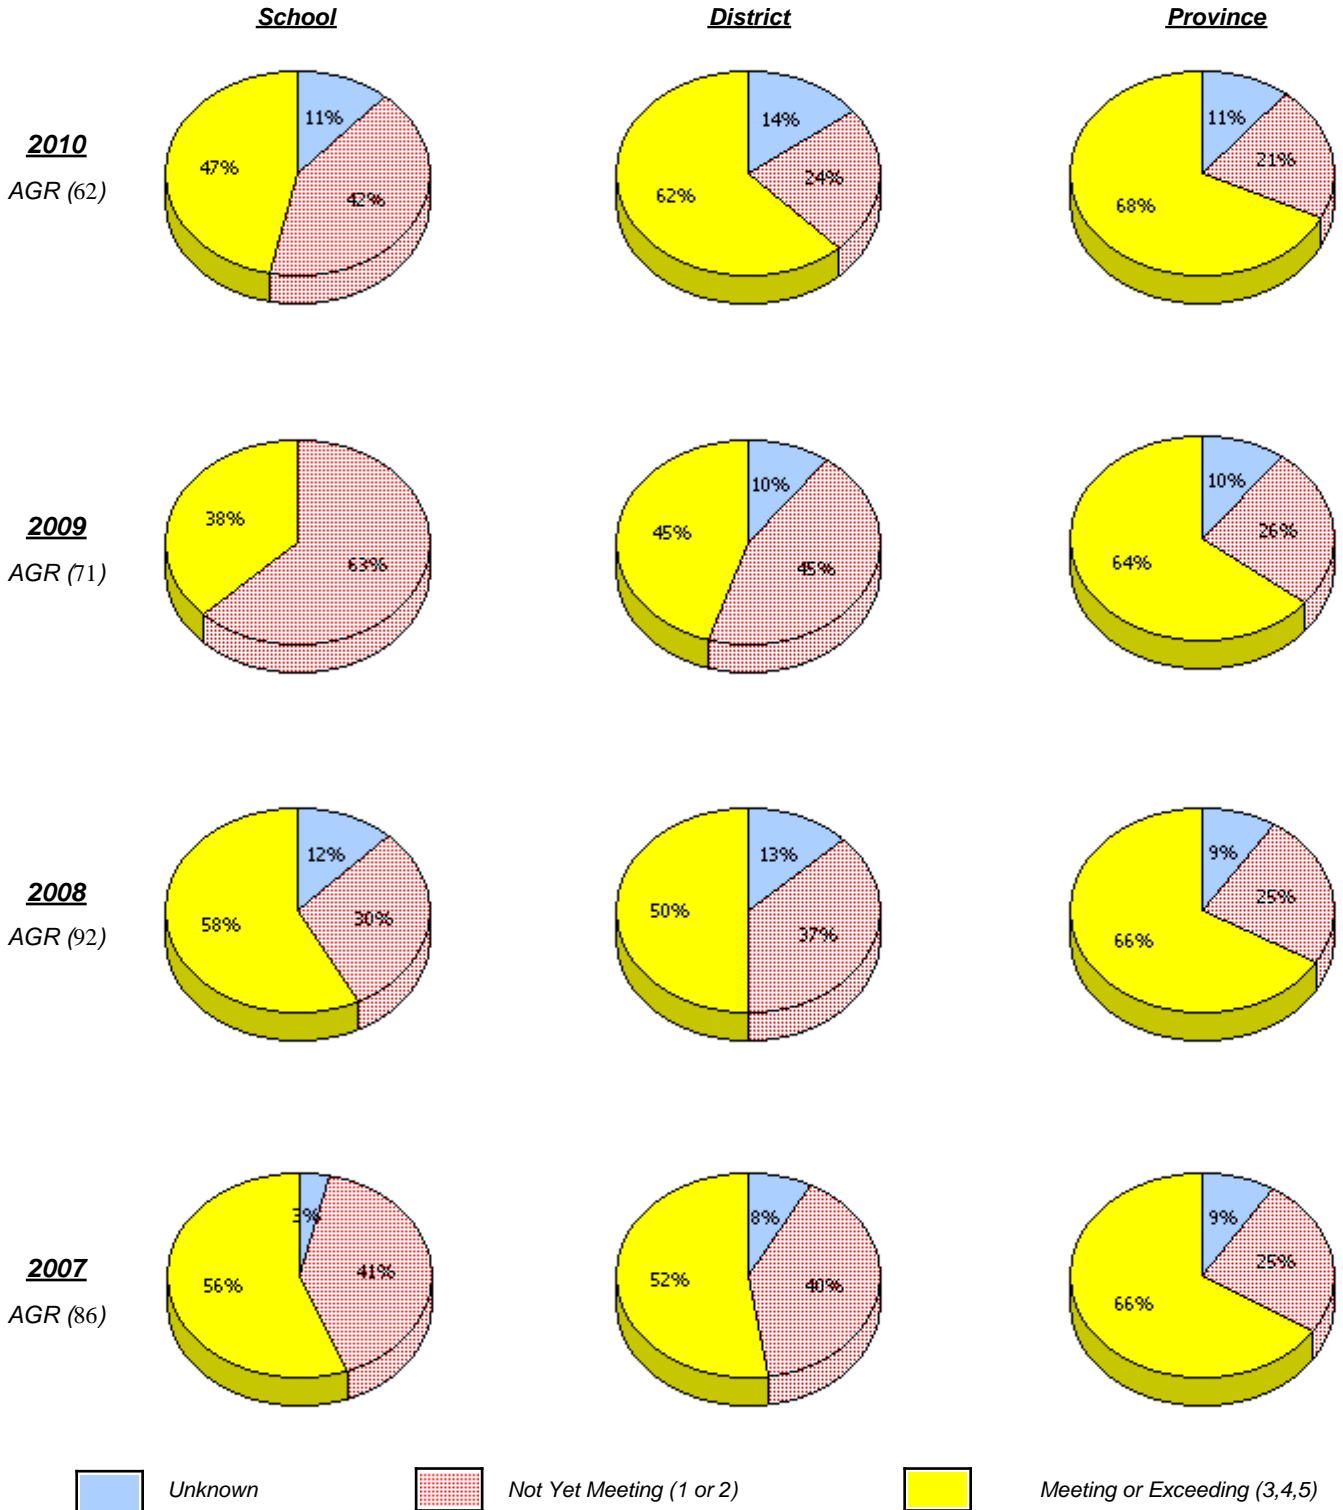 School District Province
11% 14% 11%
2010 47% 42% 62% 24% 68% 21%
AGR (62)
2009 38% 63% 10% 45% 45% 10% 26% 64%
AGR (71)
12% 13% 9%
2008 58% 30% 50% 37% 66% 25%
AGR (92)
3% 8% 9%
2007 56% 41% 52% 40% 66% 25%
AGR (86)
Unknown Not Yet Meeting (1 or 2) Meeting or Exceeding (3,4,5)